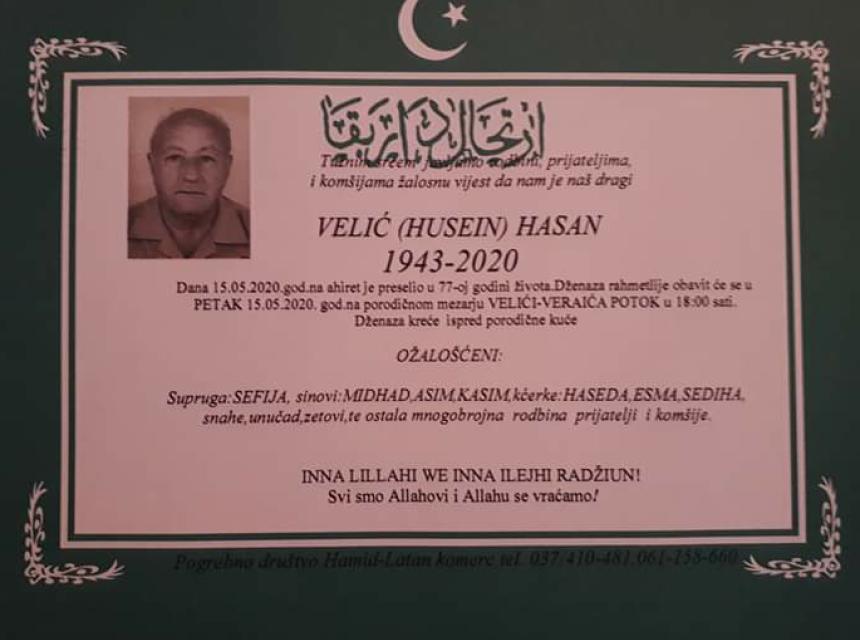 ارتحال دار بقا
Tužnim srcem javljamo rodbini, prijateljima,
i komšijama žalosnu vijest da nam je naš dragi
VELIĆ (HUSEIN) HASAN
1943-2020
Dana 15.05.2020.god.na ahiret je preselio u 77-oj godini života.Dženaza rahmetlije obavit će se u
PETAK 15.05.2020. god.na porodičnom mezarju VELIĆI-VERAIĆA POTOK u 18:00 sati.
Dženaza kreće ispred porodične kuće
OŽALOŠĆENI:
Supruga:SEFIJA, sinovi:MIDHAD,ASIM,KASIM,kćerke:HASEDA,ESMA,SEDIHA,
snahe,unučad,zetovi,te ostala mnogobrojna rodbina prijatelji i komšije.
INNA LILLAHI WE INNA ILEJHI RADŽIUN!
Svi smo Allahovi i Allahu se vraćamo!
Pogrebno društvo Hamid-Latan komerc tel. 037/410-481,061-158-660